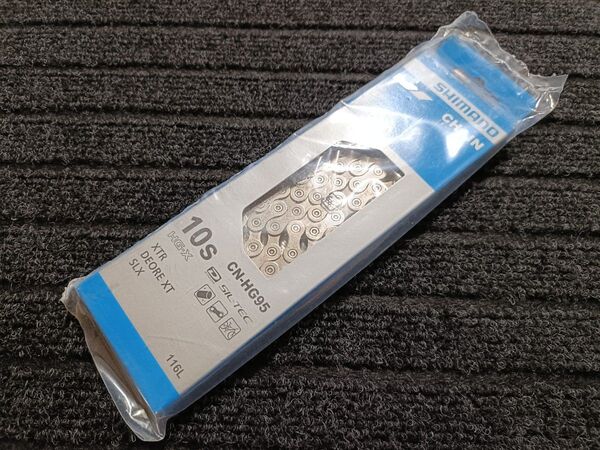 SHIMANO
CHAIN
10S
HG-X
CN-HG95
SIL-TEC
XTR
DEORE XT
SLX
116L